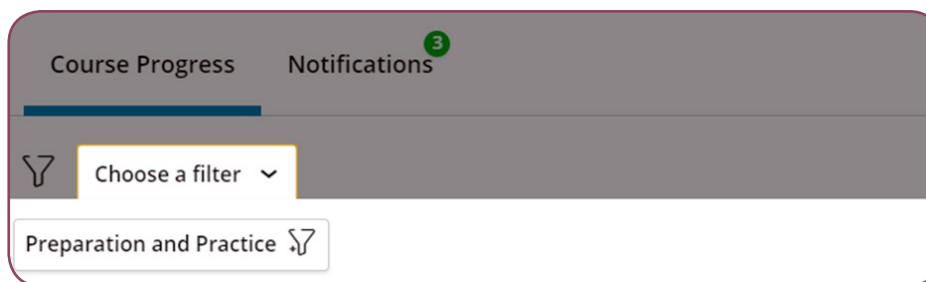 Course Progress Notifications 3
Choose a filter
Preparation and Practice